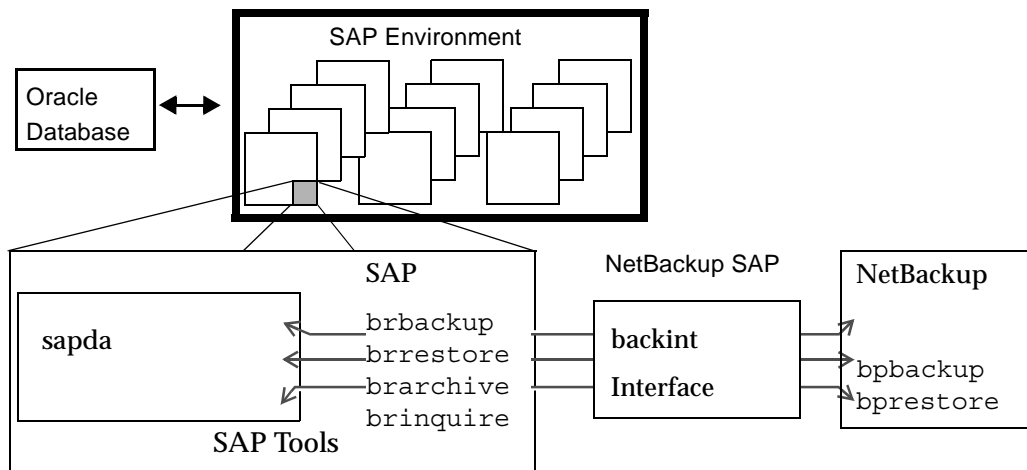 SAP Environment
Oracle
Database
SAP
NetBackup SAP
NetBackup
sapda
brbackup
brrestore
brarchive
brinquire
backint
Interface
bpbackup
bprestore
SAP Tools